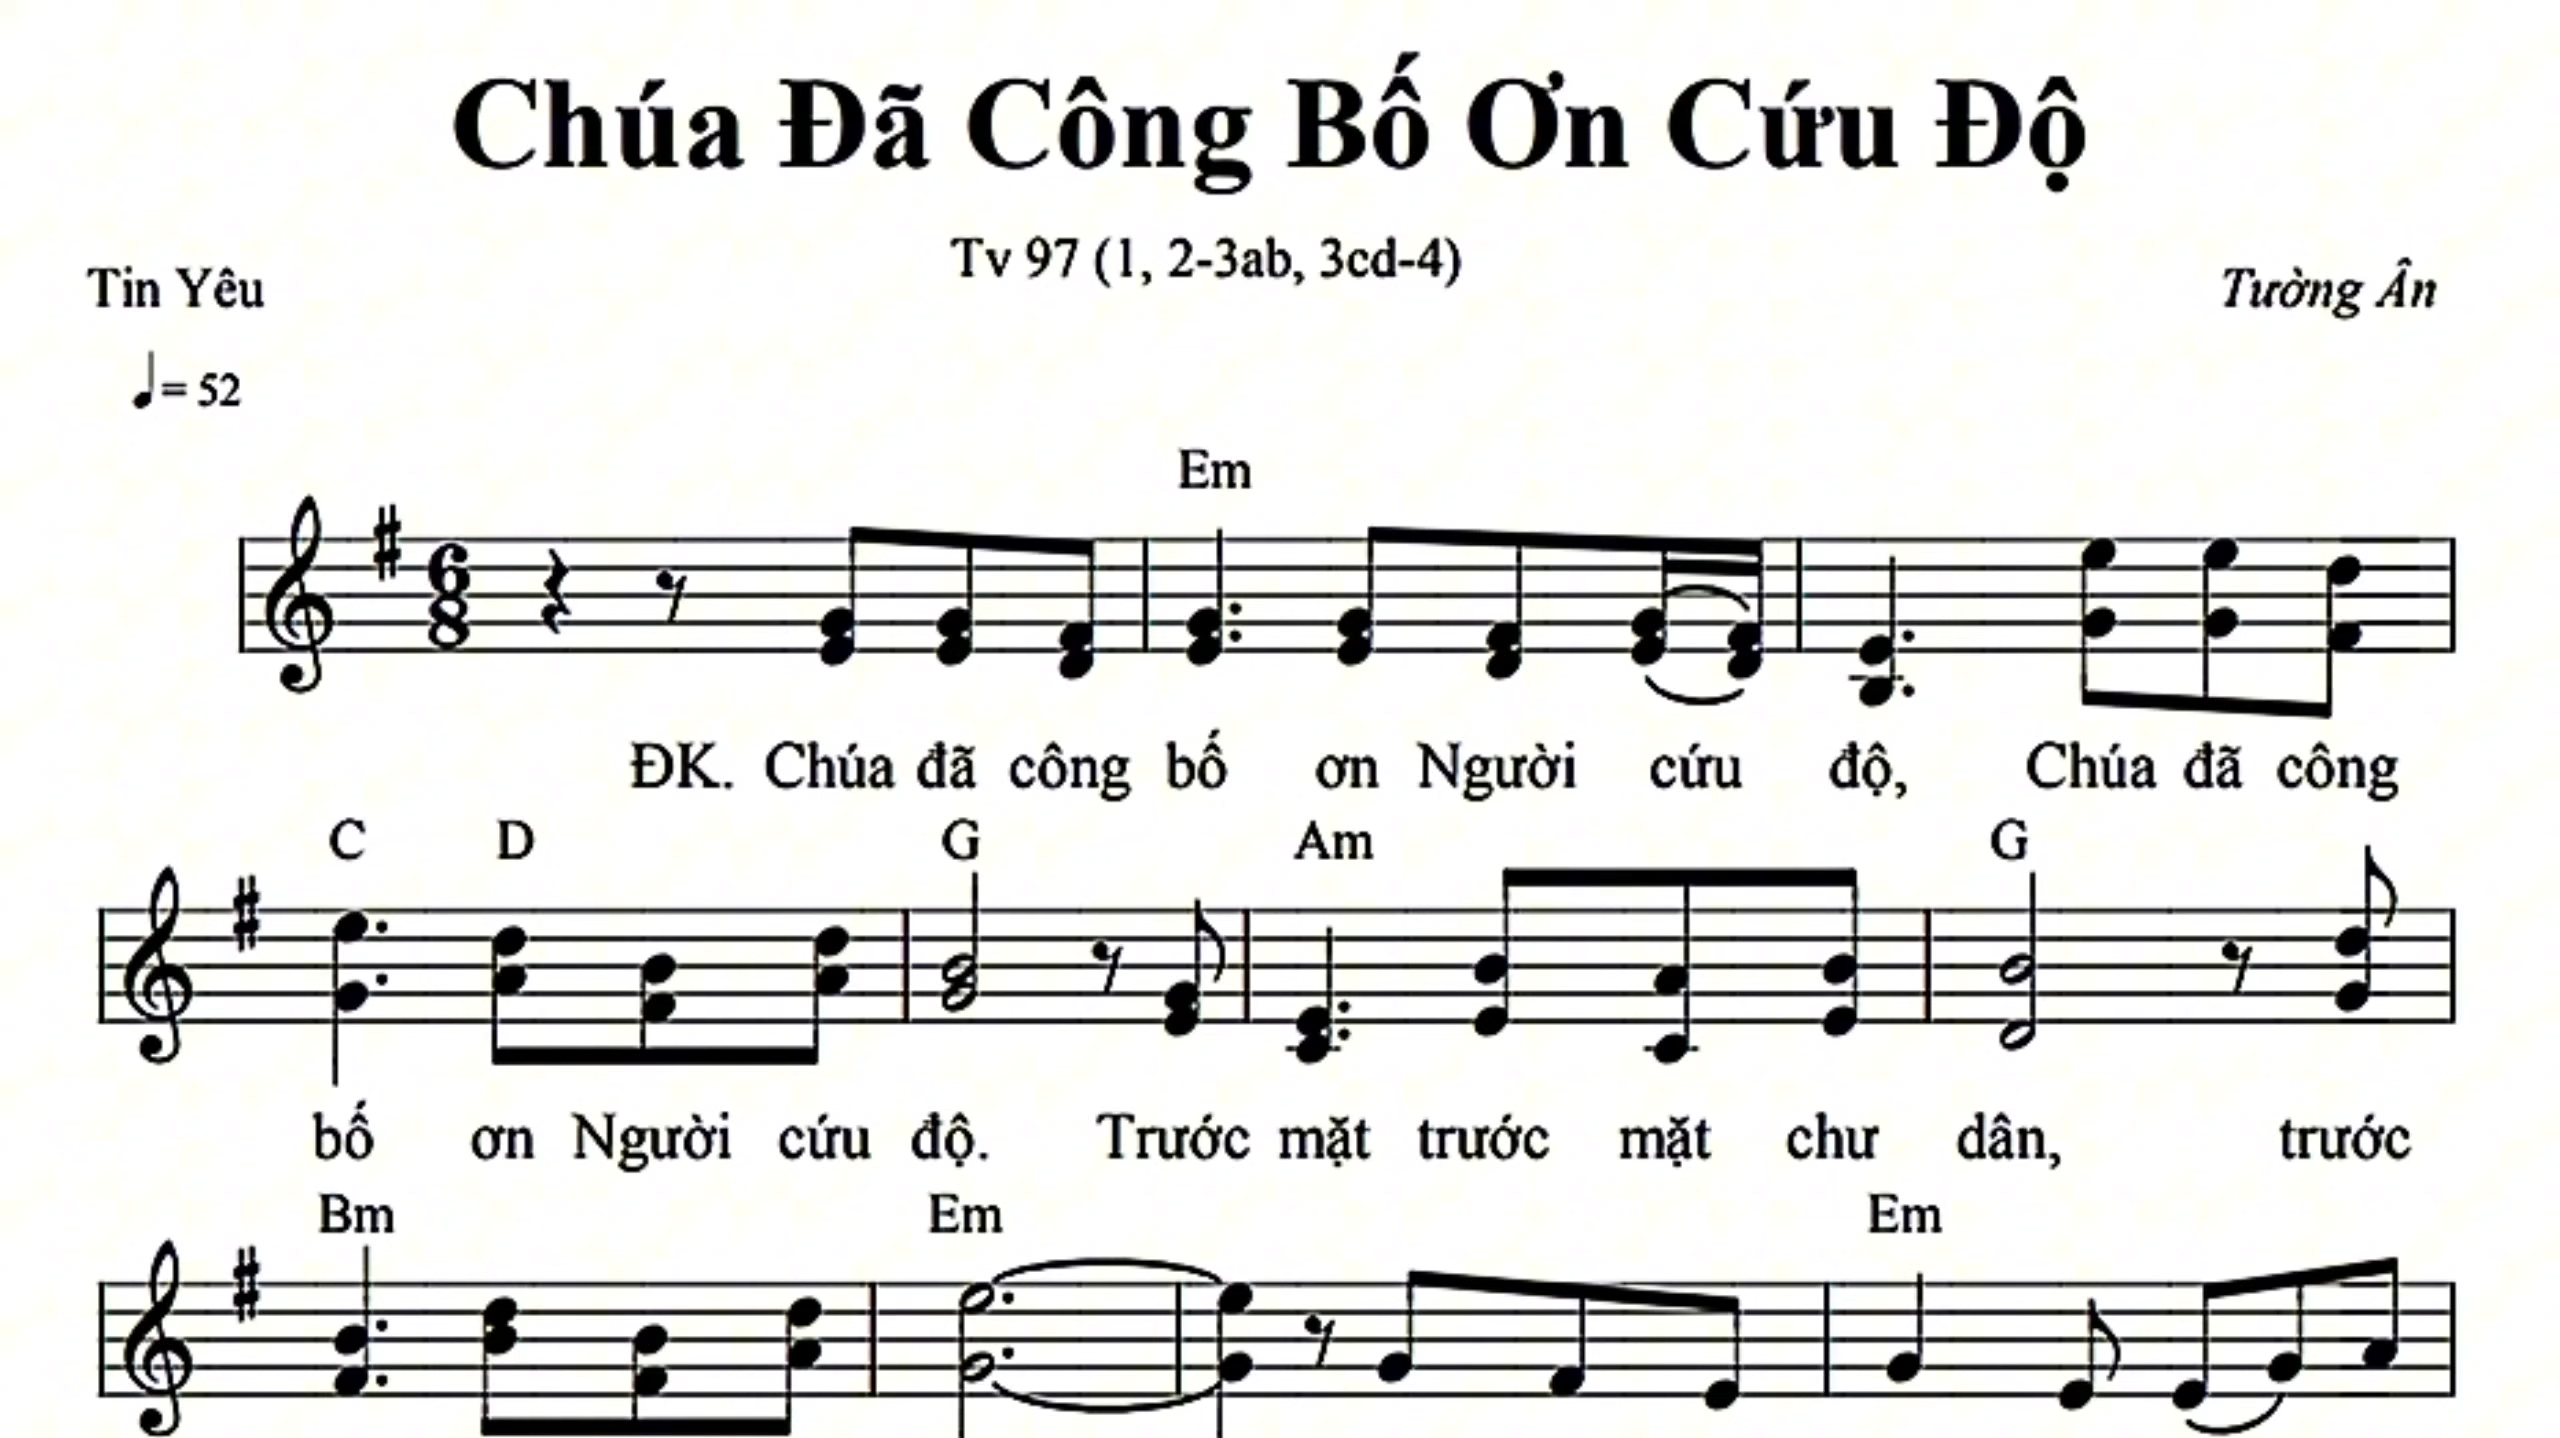 Chúa Đã Công Bố Ơn Cứu Độ
Tv 97 (1, 2-3ab, 3cd-4)
Tin Yêu
Tường Ân
= 52
Em
6
8
ĐK. Chúa đã công bố ơn Người cứu độ, Chúa đã công
C D G Am G
bố ơn Người cứu độ. Trước mặt trước mặt chư dân, trước
Bm Em Em